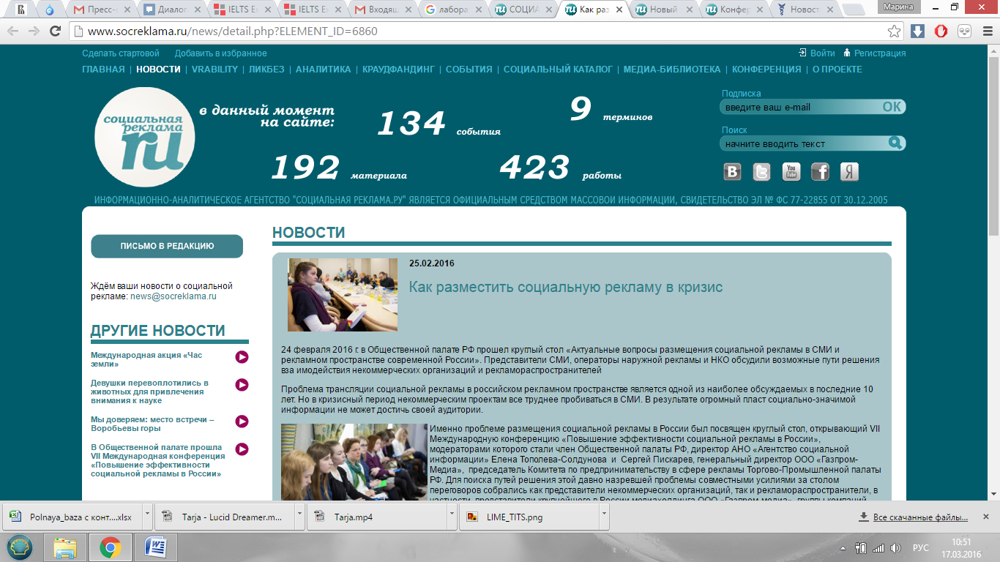 Пресс-с
Диалог
IELTS Ex
IELTS Ex
Входящ
лабора
СОЦИА
Как раз
Новый
Конфер
Новост
Марина
www.socreklama.ru/news/detail.php?ELEMENT_ID=6860
Сделать стартовой Добавить в избранное Войти Регистрация
ГЛАВНАЯ | НОВОСТИ | VRABILITY | ЛИКБЕЗ | АНАЛИТИКА | КРАУДФАНДИНГ | СОБЫТИЯ | СОЦИАЛЬНЫЙ КАТАЛОГ | МЕДИА-БИБЛИОТЕКА | КОНФЕРЕНЦИЯ | О ПРОЕКТЕ
социальная
реклама
ru
в данный момент
на сайте:
134 события
9 терминов
192 материала
423 работы
Подписка
введите ваш e-mail OK
Поиск
начните вводить текст
В t You Tube f Я
ИНФОРМАЦИОННО-АНАЛИТИЧЕСКОЕ АГЕНТСТВО "СОЦИАЛЬНАЯ РЕКЛАМА.РУ" ЯВЛЯЕТСЯ ОФИЦИАЛЬНЫМ СРЕДСТВОМ МАССОВОЙ ИНФОРМАЦИИ, СВИДЕТЕЛЬСТВО ЭЛ № ФС 77-22855 ОТ 30.12.2005
ПИСЬМО В РЕДАКЦИЮ
Ждём ваши новости о социальной
рекламе: news@socreklama.ru
ДРУГИЕ НОВОСТИ
Международная акция «Час
земли»
Девушки перевоплотились в
животных для привлечения
внимания к науке
Мы доверяем: место встречи –
Воробьевы горы
В Общественной палате прошла
VII Международная конференция
«Повышение эффективности
социальной рекламы в России»
НОВОСТИ
25.02.2016
Как разместить социальную рекламу в кризис
24 февраля 2016 г. в Общественной палате РФ прошел круглый стол «Актуальные вопросы размещения социальной рекламы в СМИ и
рекламном пространстве современной России». Представители СМИ, операторы наружной рекламы и НКО обсудили возможные пути решения
вза имодействия некоммерческих организаций и рекламораспространителей
Проблема трансляции социальной рекламы в российском рекламном пространстве является одной из наиболее обсуждаемых в последние 10
лет. Но в кризисный период некоммерческим проектам все труднее пробиваться в СМИ. В результате огромный пласт социально-значимой
информации не может достичь своей аудитории.
Именно проблеме размещения социальной рекламы в России был посвящен круглый стол, открывающий VII
Международную конференцию «Повышение эффективности социальной рекламы в России»,
модераторами которого стали член Общественной палаты РФ, директор АНО «Агентство социальной
информации» Елена Тополева-Солдунова и Сергей Пискарев, генеральный директор ООО «Газпром-
Медиа», председатель Комитета по предпринимательству в сфере рекламы Торгово-Промышленной палаты
РФ. Для поиска путей решения этой давно назревшей проблемы совместными усилиями за столом
переговоров собрались как представители некоммерческих организаций, так и рекламораспространители, в
частности, представители крупнейшего в России медиахолдинга ООО «Газпром-медиа», группы компаний
Polnaya_baza с конт....xlsx
Tarja - Lucid Dreamer.m...
Tarja.mp4
LIME_TITS.png
Все скачанные файлы...
РУС
10:51
17.03.2016